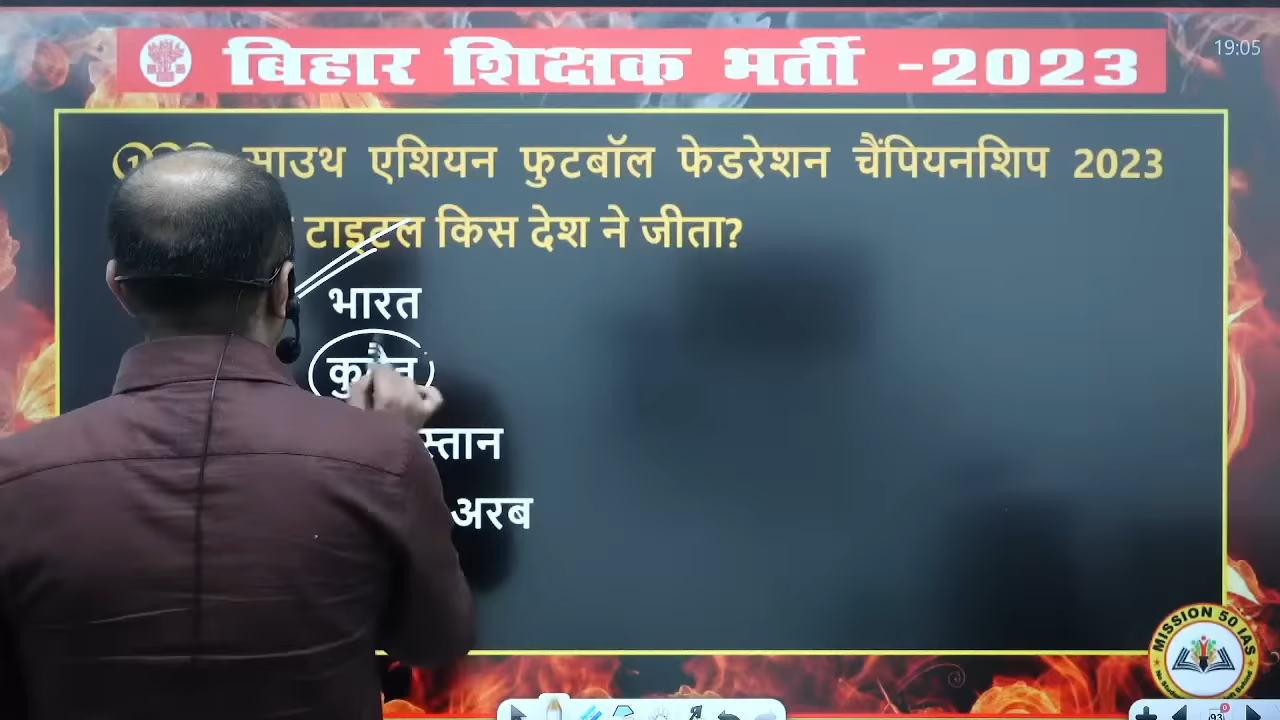 बिहार शिक्षक भर्ती -2023
19:05
साउथ एशियन फुटबॉल फेडरेशन चैंपियनशिप 2023
टाइटल किस देश ने जीता?
भारत
स्तान
अरब
MISSION 50 IAS
93